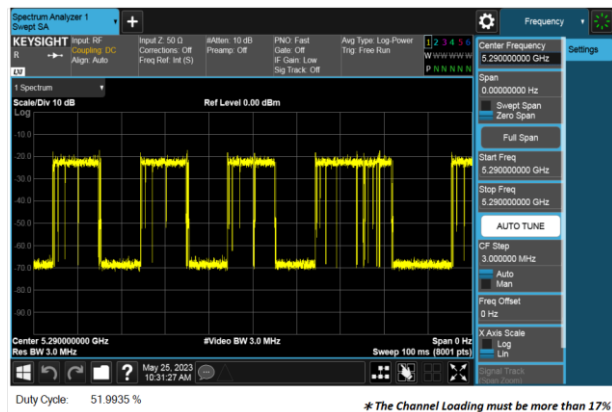 Spectrum Analyzer 1
Swept SA
Frequency
KEYSIGHT
R
LM
Input: RF
Coupling: DC
Align: Auto
Input Z: 50 Ω
Corrections: Off
Freq Ref: Int (S)
#Atten: 10 dB
Preamp: Off
PNO: Fast
Gate: Off
IF Gain: Low
Sig Track: Off
Avg Type: Log-Power
Trig: Free Run
1 2 3 4 5 6
W W W W W W
P N N N N N
1 Spectrum
Scale/Div 10 dB
Ref Level 0.00 dBm
Log
-10.0
-20.0
-30.0
-40.0
-50.0
-60.0
-70.0
-80.0
-90.0
Center 5.290000000 GHz
Res BW 3.0 MHz
#Video BW 3.0 MHz
Span 0 Hz
Sweep 100 ms (8001 pts)
Center Frequency
5.290000000 GHz
Settings
Span
0.00000000 Hz
Swept Span
Zero Span
Full Span
Start Freq
5.290000000 GHz
Stop Freq
5.290000000 GHz
AUTO TUNE
CF Step
3.000000 MHz
Auto
Man
Freq Offset
0 Hz
X Axis Scale
Log
Lin
Signal Track
(Span Zoom)
May 25, 2023
10:31:27 AM
Duty Cycle: 51.9935 %
* The Channel Loading must be more than 17%